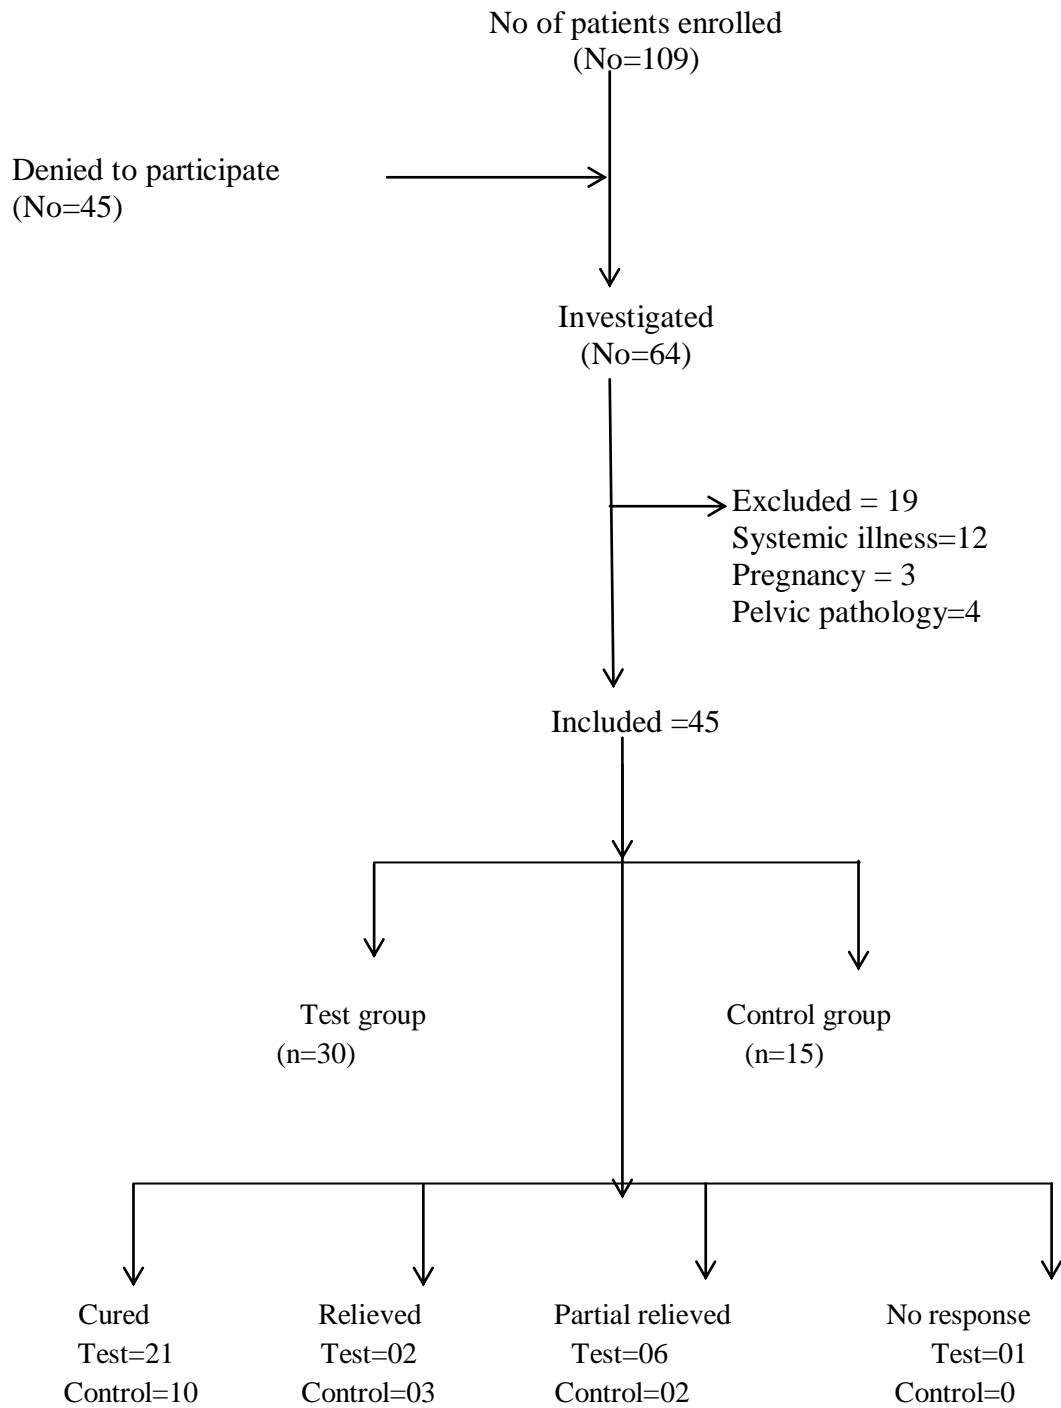 No of patients enrolled
(No=109)
Denied to participate
(No=45)
Investigated
(No=64)
Excluded = 19
Systemic illness=12
Pregnancy = 3
Pelvic pathology=4
Included =45
Test group
(n=30)
Control group
(n=15)
Cured
Test=21
Control=10
Relieved
Test=02
Control=03
Partial relieved
Test=06
Control=02
No response
Test=01
Control=0